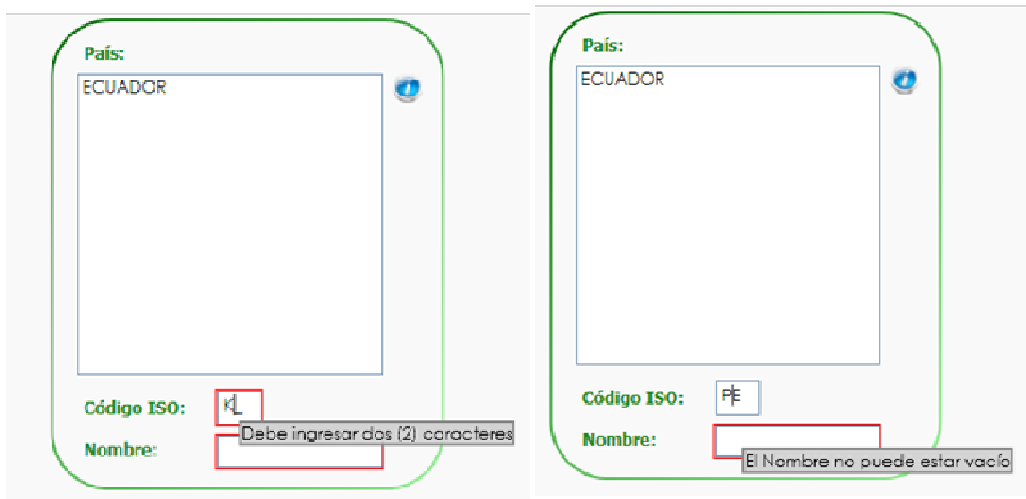 País:
ECUADOR
Código ISO:
K_
Debe ingresar dos (2) caracteres
Nombre:
País:
ECUADOR
Código ISO:
PE
Nombre:
El Nombre no puede estar vacío